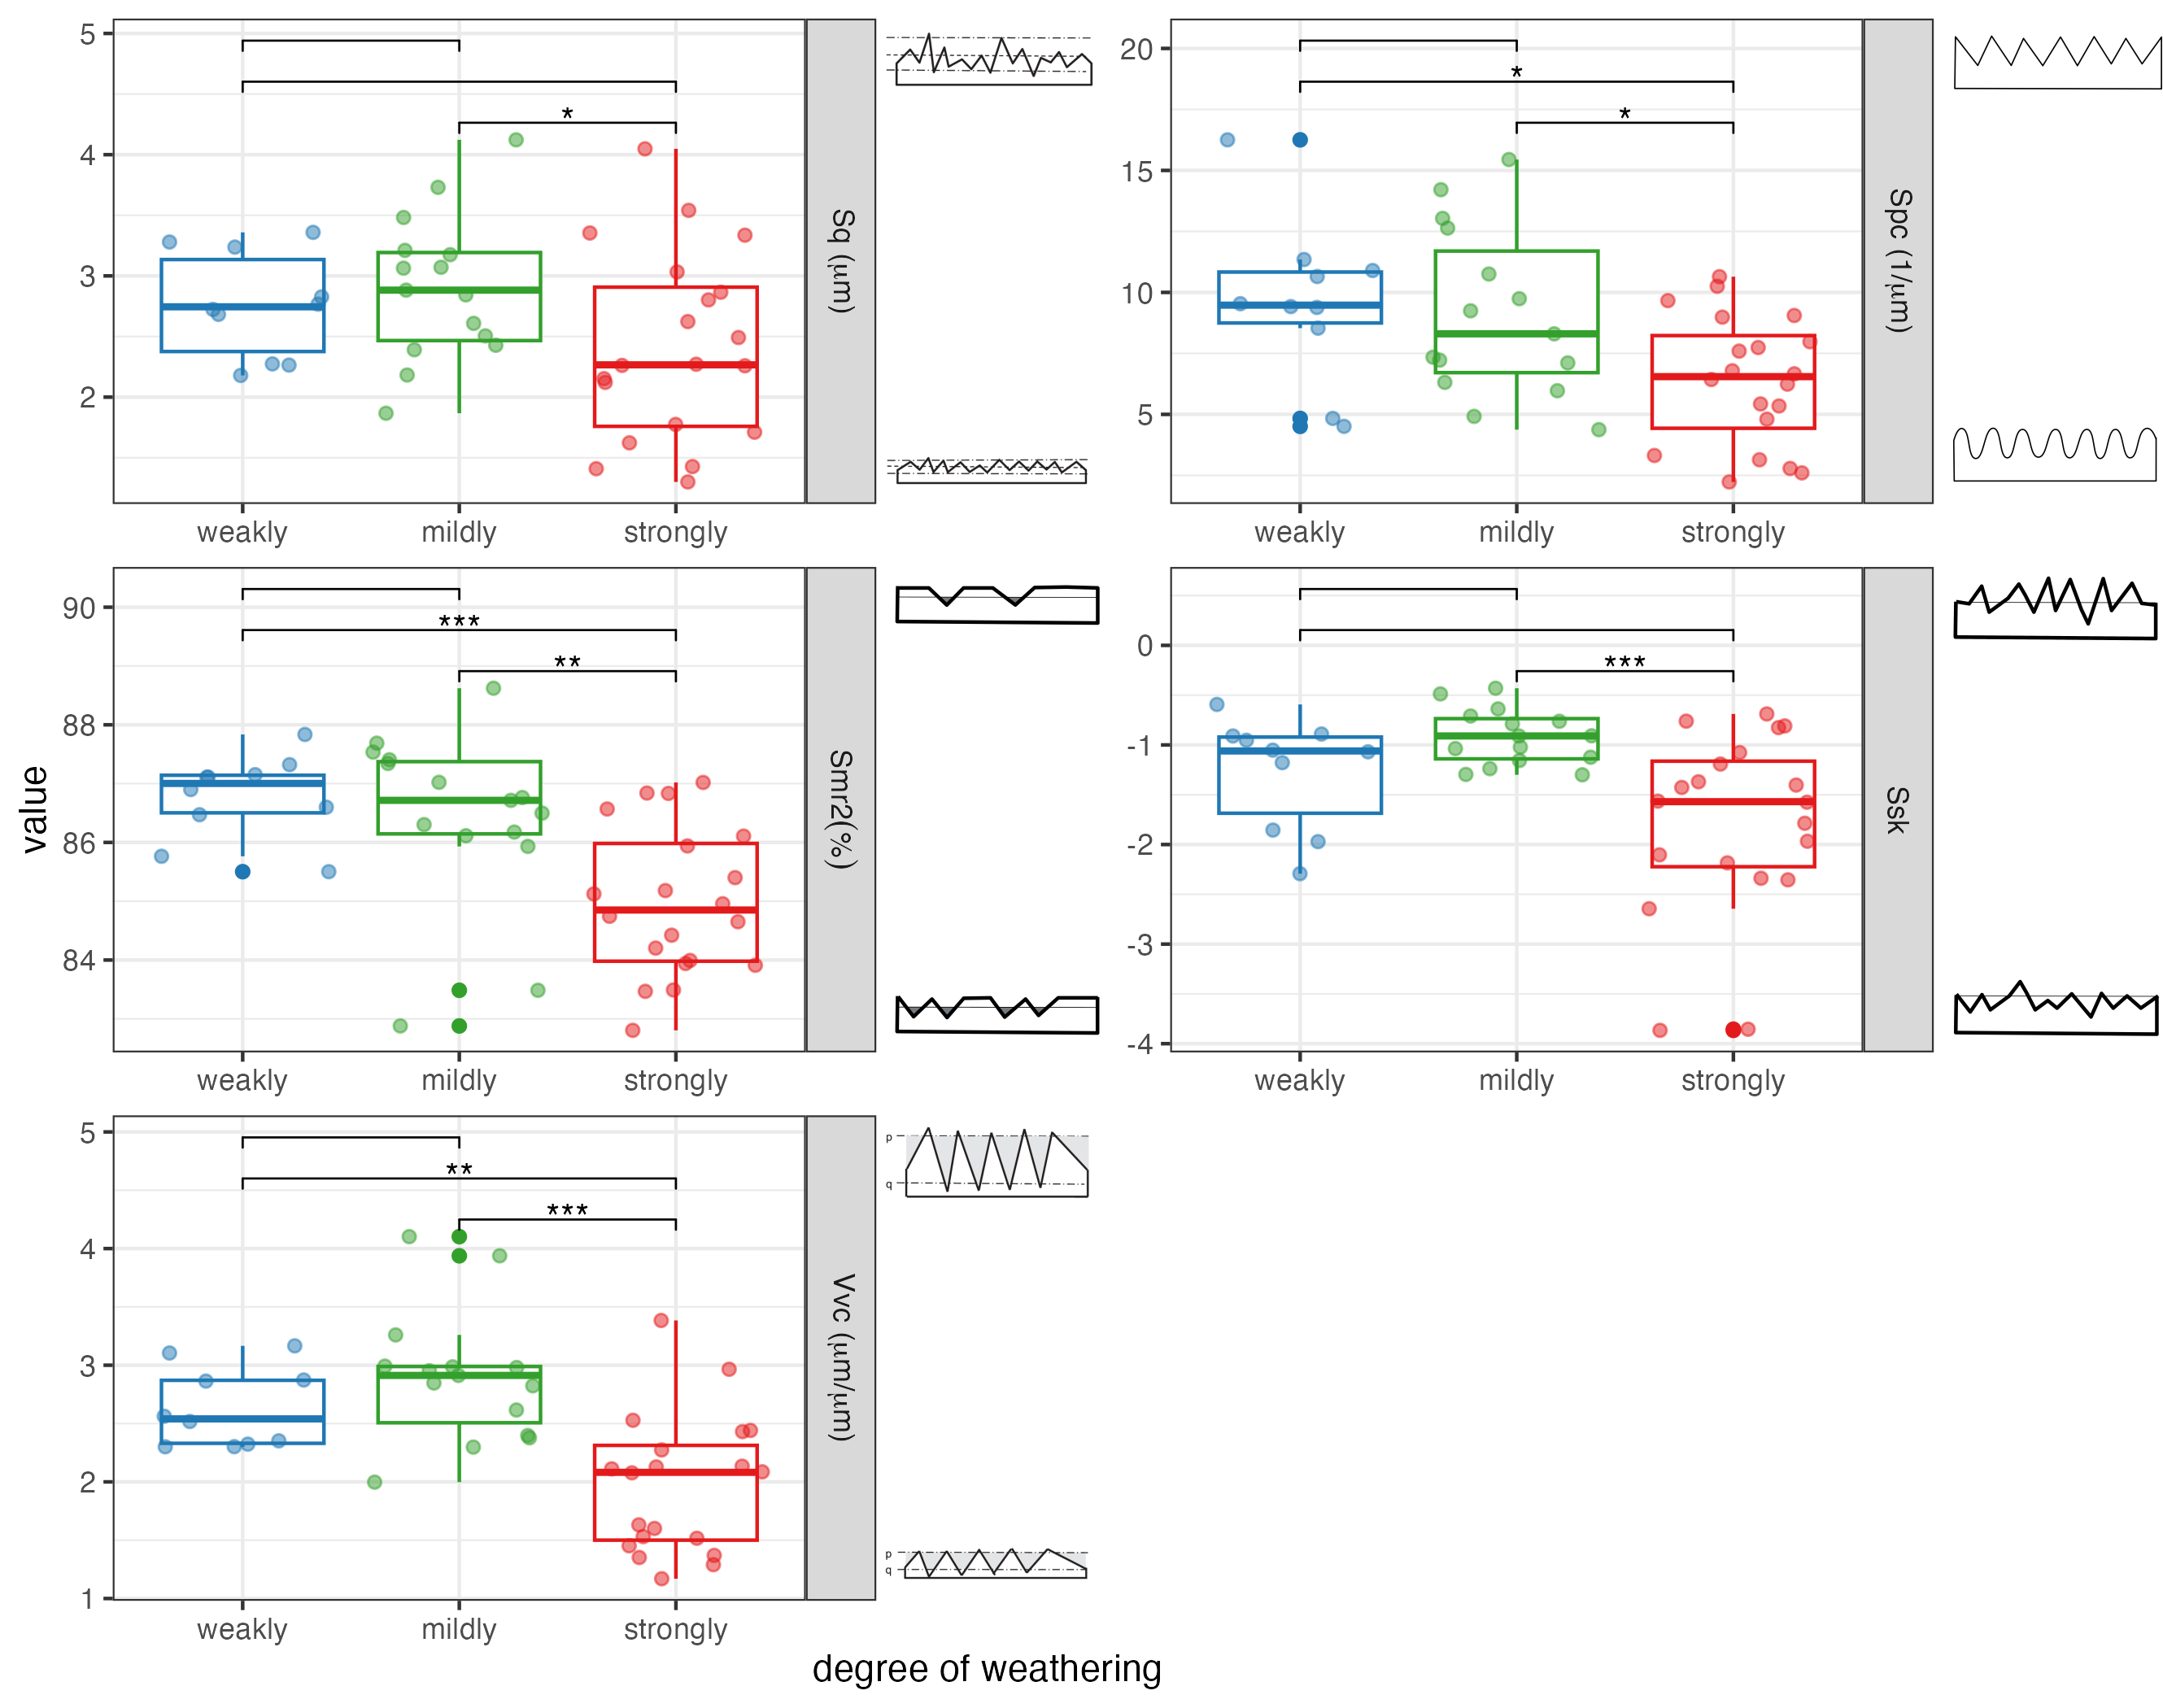 5
4
3
2
*
Sq (μm)
weakly mildly strongly
20
15
10
5
*
*
Spc (1/μm)
weakly mildly strongly
value
90
88
86
84
***
**
Smr2(%)
weakly mildly strongly
0
-1
-2
-3
-4
***
Ssk
weakly mildly strongly
5
4
3
2
1
**
***
Vvc (μm/μm)
p
q
p
q
weakly mildly strongly
degree of weathering